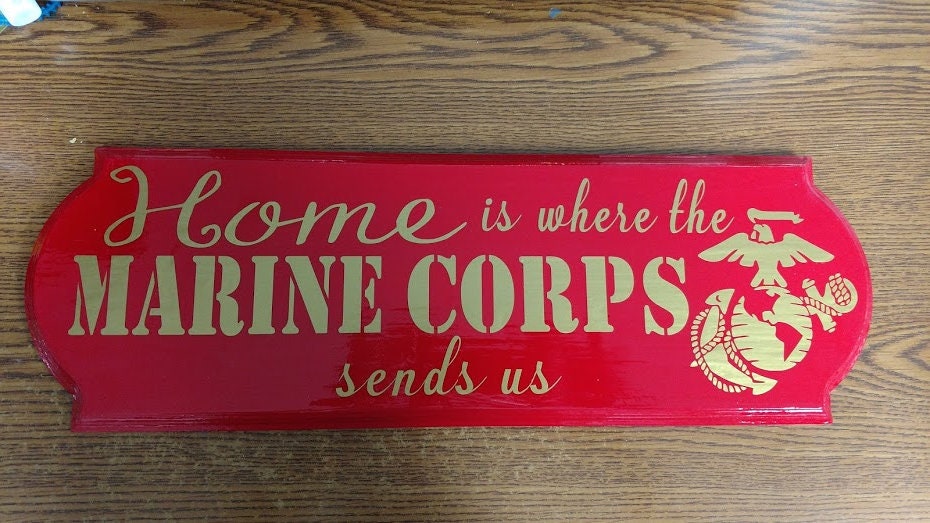 Home is where the
MARINE CORPS
sends us